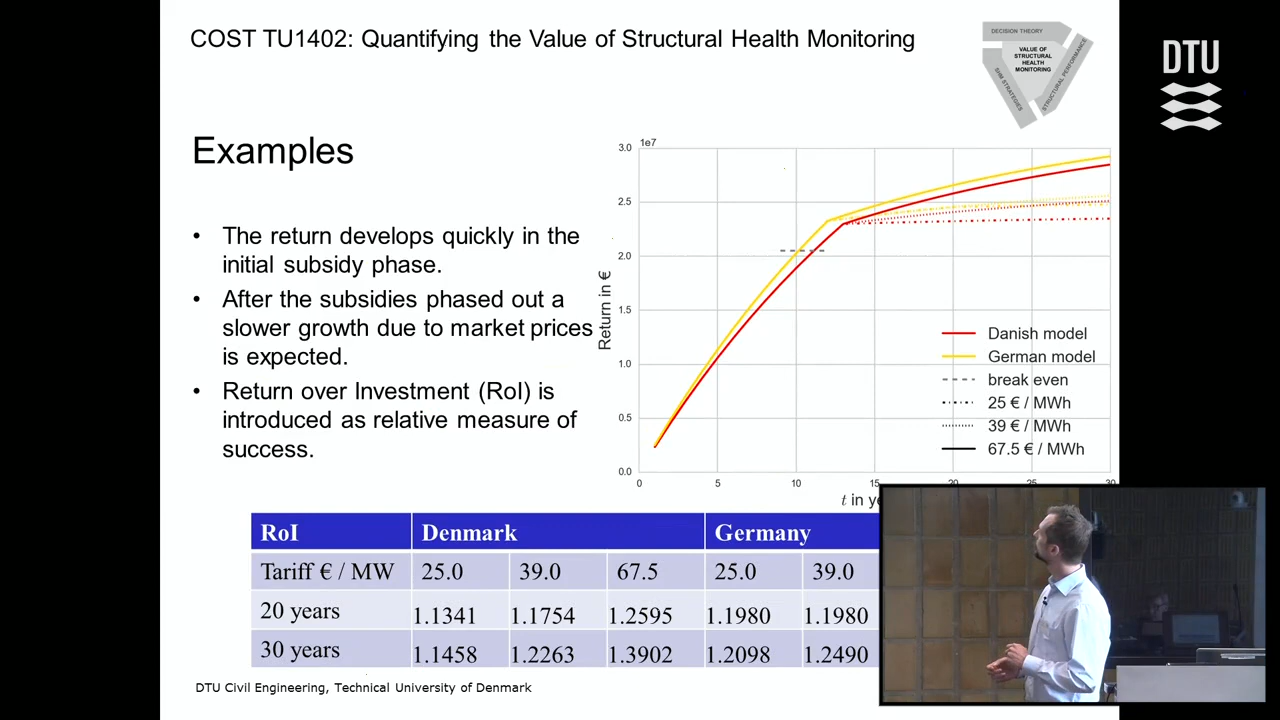 COST TU1402: Quantifying the Value of Structural Health Monitoring
DECISION THEORY
VALUE OF
STRUCTURAL
HEALTH
MONITORING
SHM STRATEGIES
STRUCTURAL PERFORMANCE
DTU
Examples
• The return develops quickly in the
initial subsidy phase.
• After the subsidies phased out a
slower growth due to market prices
is expected.
• Return over Investment (RoI) is
introduced as relative measure of
success.
1e7
3.0
2.5
2.0
1.5
1.0
0.5
0.0
Return in €
0 5 10 15 20 25 30
t in ye
Danish model
German model
break even
25 € / MWh
39 € / MWh
67.5 € / MWh
RoI Denmark Germany
Tariff € / MW 25.0 39.0 67.5 25.0 39.0
20 years 1.1341 1.1754 1.2595 1.1980 1.1980
30 years 1.1458 1.2263 1.3902 1.2098 1.2490
DTU Civil Engineering, Technical University of Denmark